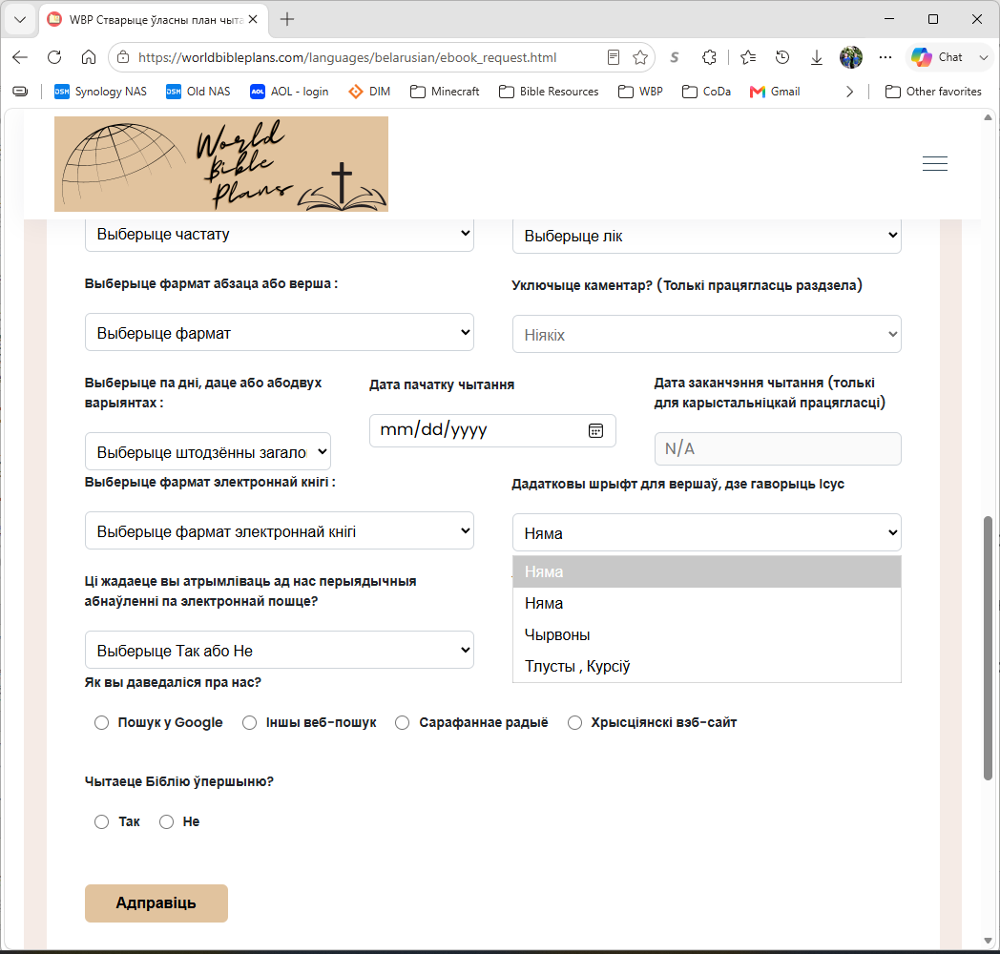 WBP Стварыце ўласны план чыта
https://worldbibleplans.com/languages/belarusian/ebook_request.html
Chat
Synology NAS
Old NAS
AOL - login
DIM
Minecraft
Bible Resources
WBP
CoDa
Gmail
Other favorites
World
Bible
Plans
Выберыце частату
Выберыце лік
Выберыце фармат абзаца або верша :
Уключыце каментар? (Толькі працягласць раздзела)
Выберыце фармат
Ніякіх
Выберыце па дні, даце або абодвух
варыянтах :
Дата пачатку чытання
Дата заканчэння чытання (толькі
для карыстальніцкай працягласці)
Выберыце штодзённы загало
mm/dd/yyyy
N/A
Выберыце фармат электроннай кнігі :
Дадатковы шрыфт для вершаў, дзе гаворыць Ісус
Выберыце фармат электроннай кнігі
Няма
Няма
Няма
Чырвоны
Тлусты , Курсіў
Ці жадаеце вы атрымліваць ад нас перыядычныя
абнаўленні па электроннай пошце?
Выберыце Так або Не
Як вы даведаліся пра нас?
Пошук у Google
Іншы веб-пошук
Сарафаннае радыё
Хрысціянскі вэб-сайт
Чытаеце Біблію ўпершыню?
Так
Не
Адправіць